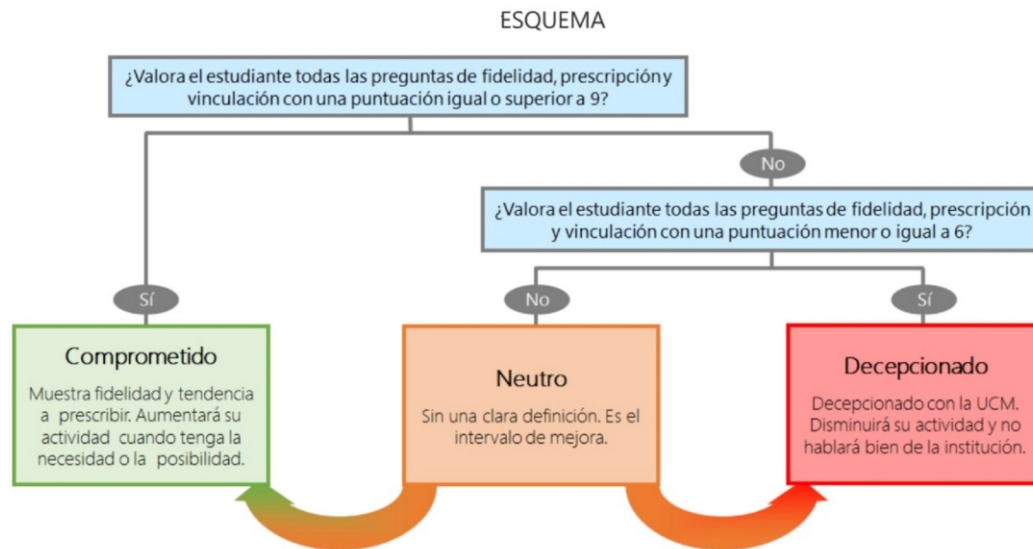 ESQUEMA
¿Valora el estudiante todas las preguntas de fidelidad, prescripción y
vinculación con una puntuación igual o superior a 9?
No
¿Valora el estudiante todas las preguntas de fidelidad, prescripción
y vinculación con una puntuación menor o igual a 6?
Sí
No
Sí
Comprometido
Muestra fidelidad y tendencia
a prescribir. Aumentará su
actividad cuando tenga la
necesidad o la posibilidad.
Neutro
Sin una clara definición. Es el
intervalo de mejora.
Decepcionado
Decepcionado con la UCM.
Disminuirá su actividad y no
hablará bien de la institución.